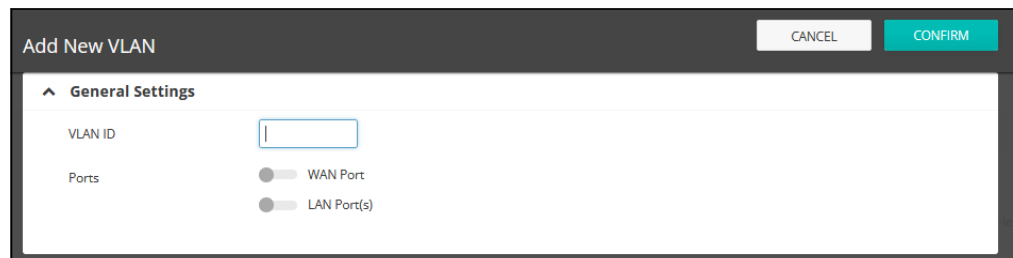 Add New VLAN CANCEL CONFIRM
General Settings
VLAN ID
Ports WAN Port
LAN Port(s)